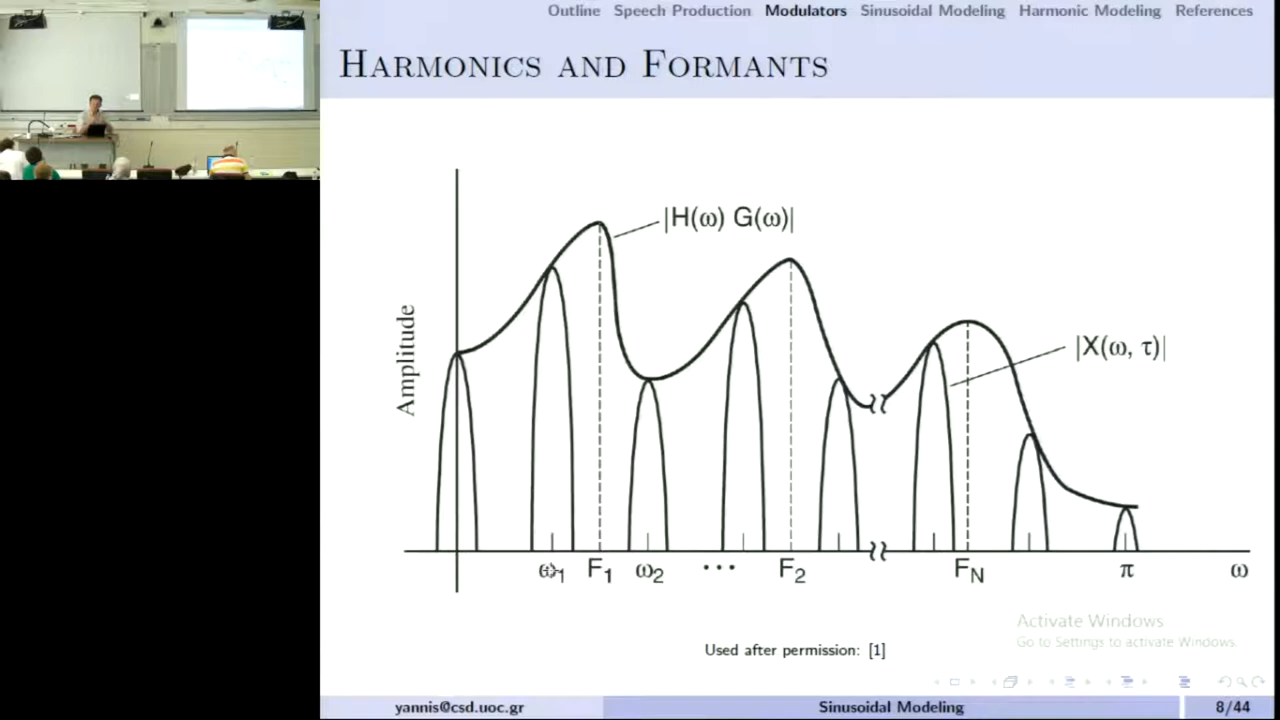 Outline Speech Production Modulators Sinusoidal Modeling Harmonic Modeling References
HARMONICS AND FORMANTS
|H(ω) G(ω)|
|X(ω, τ)|
Amplitude
ω1 F1 ω2 ··· F2 FN π ω
Activate Windows
Go to Settings to activate Windows.
Used after permission: [1]
yannis@csd.uoc.gr Sinusoidal Modeling 8/44